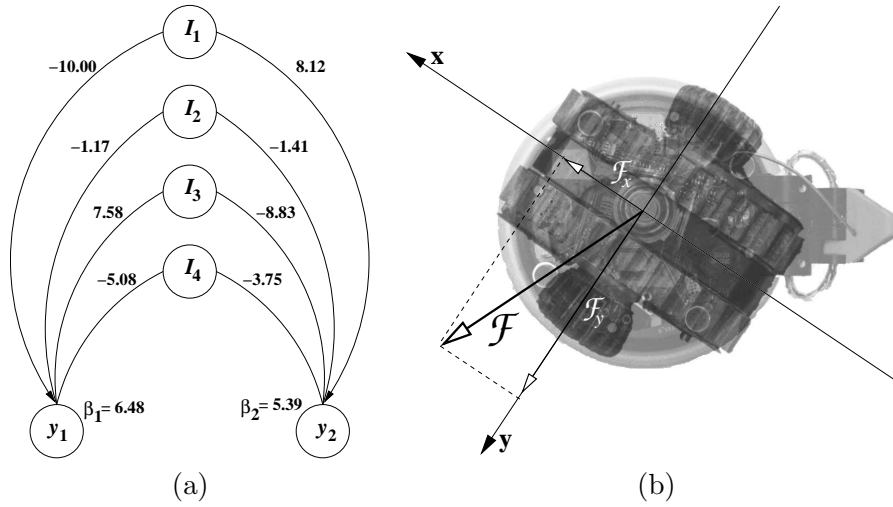 I1
−10.00
8.12
I2
−1.17
−1.41
I3
7.58
−8.83
I4
−5.08
−3.75
y1
β1= 6.48
β2= 5.39
y2
(a)
x
ℱx
ℱ
ℱy
y
(b)